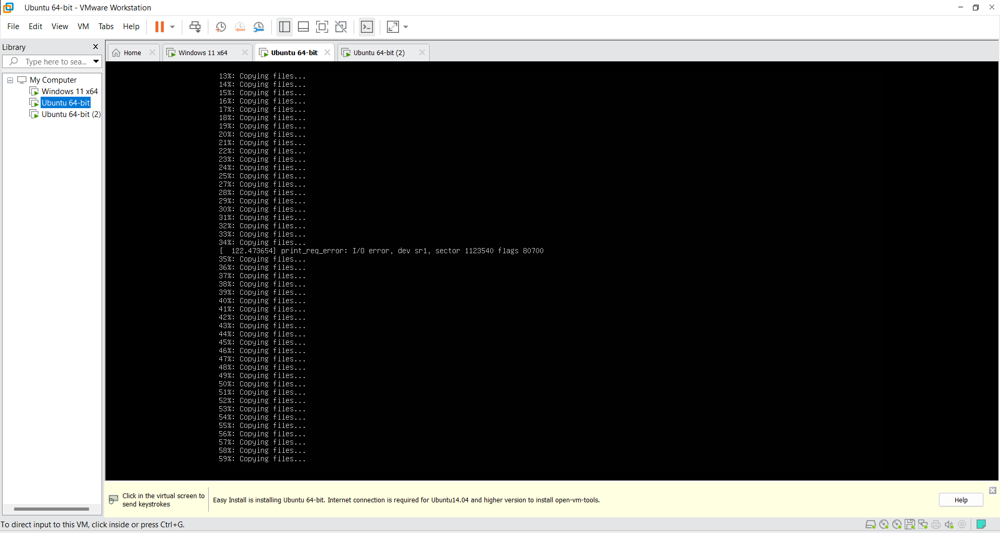 Ubuntu 64-bit - VMware Workstation
File Edit View VM Tabs Help
Library
Type here to sea...
My Computer
Windows 11 x64
Ubuntu 64-bit
Ubuntu 64-bit (2)
Home
Windows 11 x64
Ubuntu 64-bit
Ubuntu 64-bit (2)
13%: Copying files...
14%: Copying files...
15%: Copying files...
16%: Copying files...
17%: Copying files...
18%: Copying files...
19%: Copying files...
20%: Copying files...
21%: Copying files...
22%: Copying files...
23%: Copying files...
24%: Copying files...
25%: Copying files...
27%: Copying files...
28%: Copying files...
29%: Copying files...
30%: Copying files...
31%: Copying files...
32%: Copying files...
33%: Copying files...
34%: Copying files...
[  122.473654] print_req_error: I/O error, dev sr1, sector 1123540 flags 80700
35%: Copying files...
36%: Copying files...
37%: Copying files...
38%: Copying files...
39%: Copying files...
40%: Copying files...
41%: Copying files...
42%: Copying files...
43%: Copying files...
44%: Copying files...
45%: Copying files...
46%: Copying files...
47%: Copying files...
48%: Copying files...
49%: Copying files...
50%: Copying files...
51%: Copying files...
52%: Copying files...
53%: Copying files...
54%: Copying files...
55%: Copying files...
56%: Copying files...
57%: Copying files...
58%: Copying files...
59%: Copying files...
Click in the virtual screen to
send keystrokes
Easy Install is installing Ubuntu 64-bit. Internet connection is required for Ubuntu14.04 and higher version to install open-vm-tools.
Help
To direct input to this VM, click inside or press Ctrl+G.